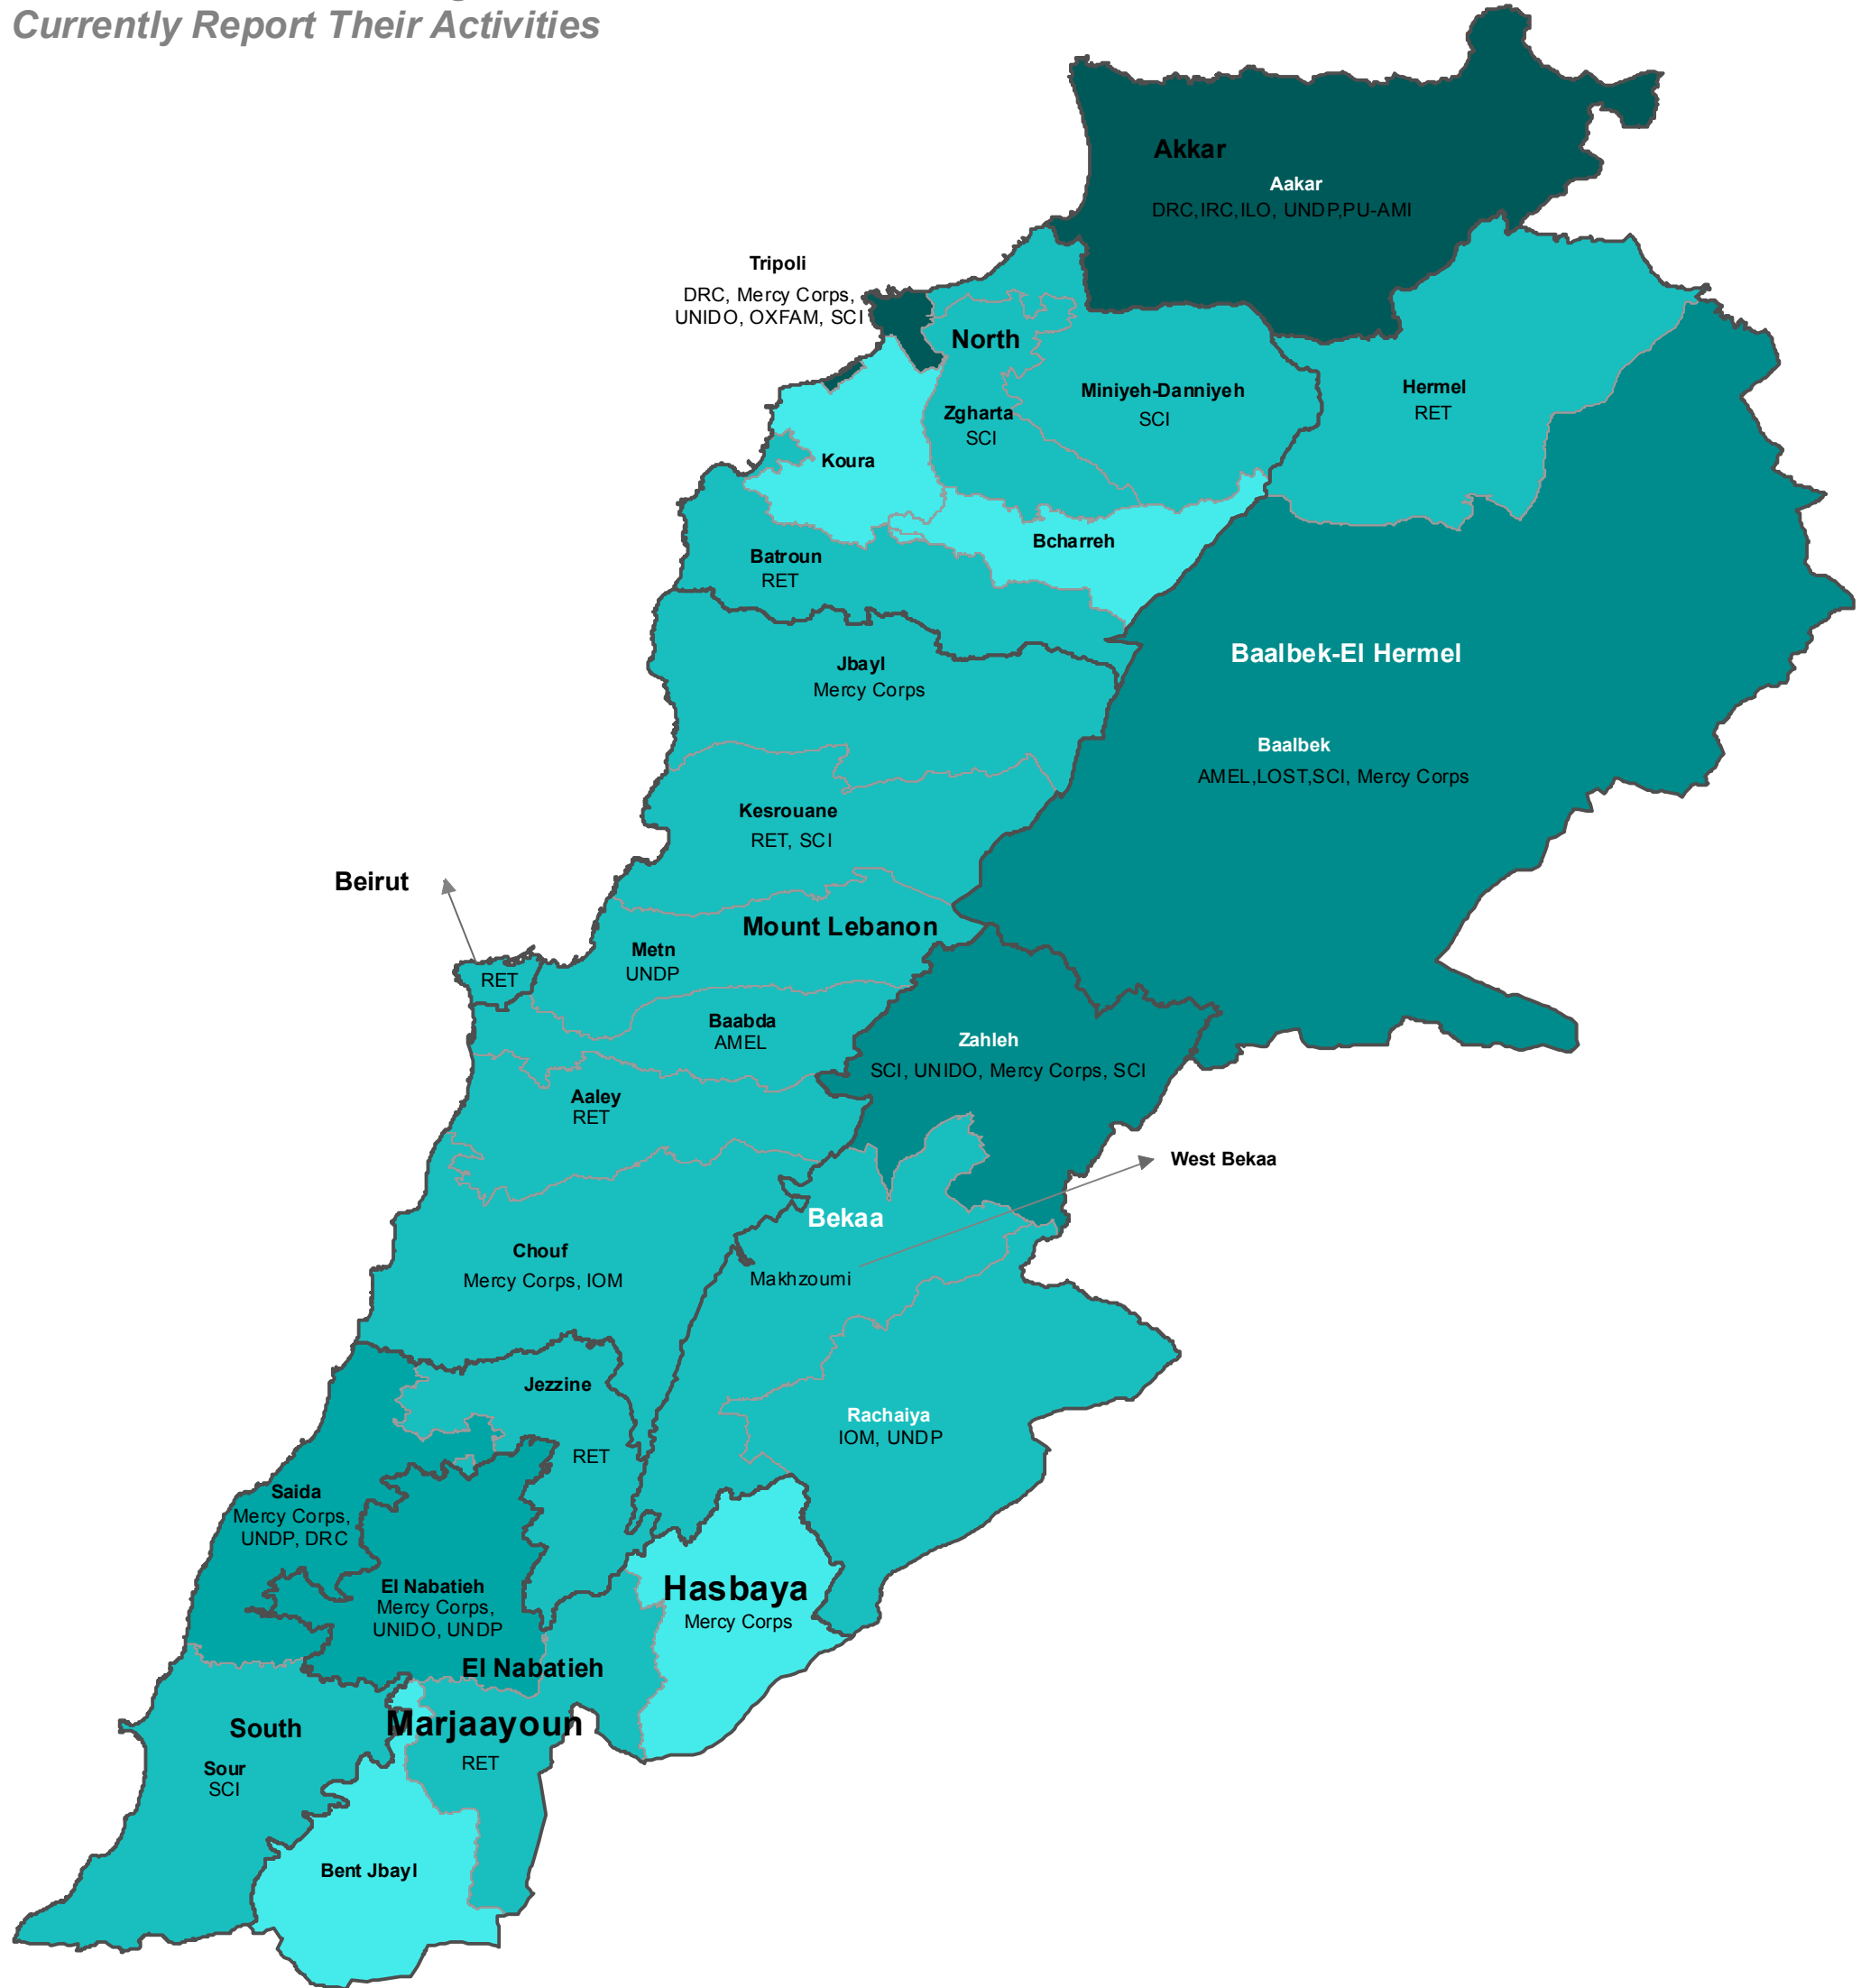 Currently Report Their Activities
Akkar
Aakar
DRC,IRC,ILO, UNDP,PU-AMI
Tripoli
DRC, Mercy Corps,
UNIDO, OXFAM, SCI
North
Miniyeh-Danniyeh
SCI
Zgharta
SCI
Hermel
RET
Koura
Bcharreh
Batroun
RET
Baalbek-El Hermel
Jbayl
Mercy Corps
Baalbek
AMEL,LOST,SCI, Mercy Corps
Kesrouane
RET, SCI
Beirut
Mount Lebanon
Metn
UNDP
RET
Baabda
AMEL
Zahleh
SCI, UNIDO, Mercy Corps, SCI
Aaley
RET
West Bekaa
Bekaa
Chouf
Mercy Corps, IOM
Makhzoumi
Jezzine
RET
Rachaiya
IOM, UNDP
Saida
Mercy Corps,
UNDP, DRC
El Nabatieh
Mercy Corps,
UNIDO, UNDP
Hasbaya
Mercy Corps
El Nabatieh
South
Marjaayoun
RET
Sour
SCI
Bent Jbayl